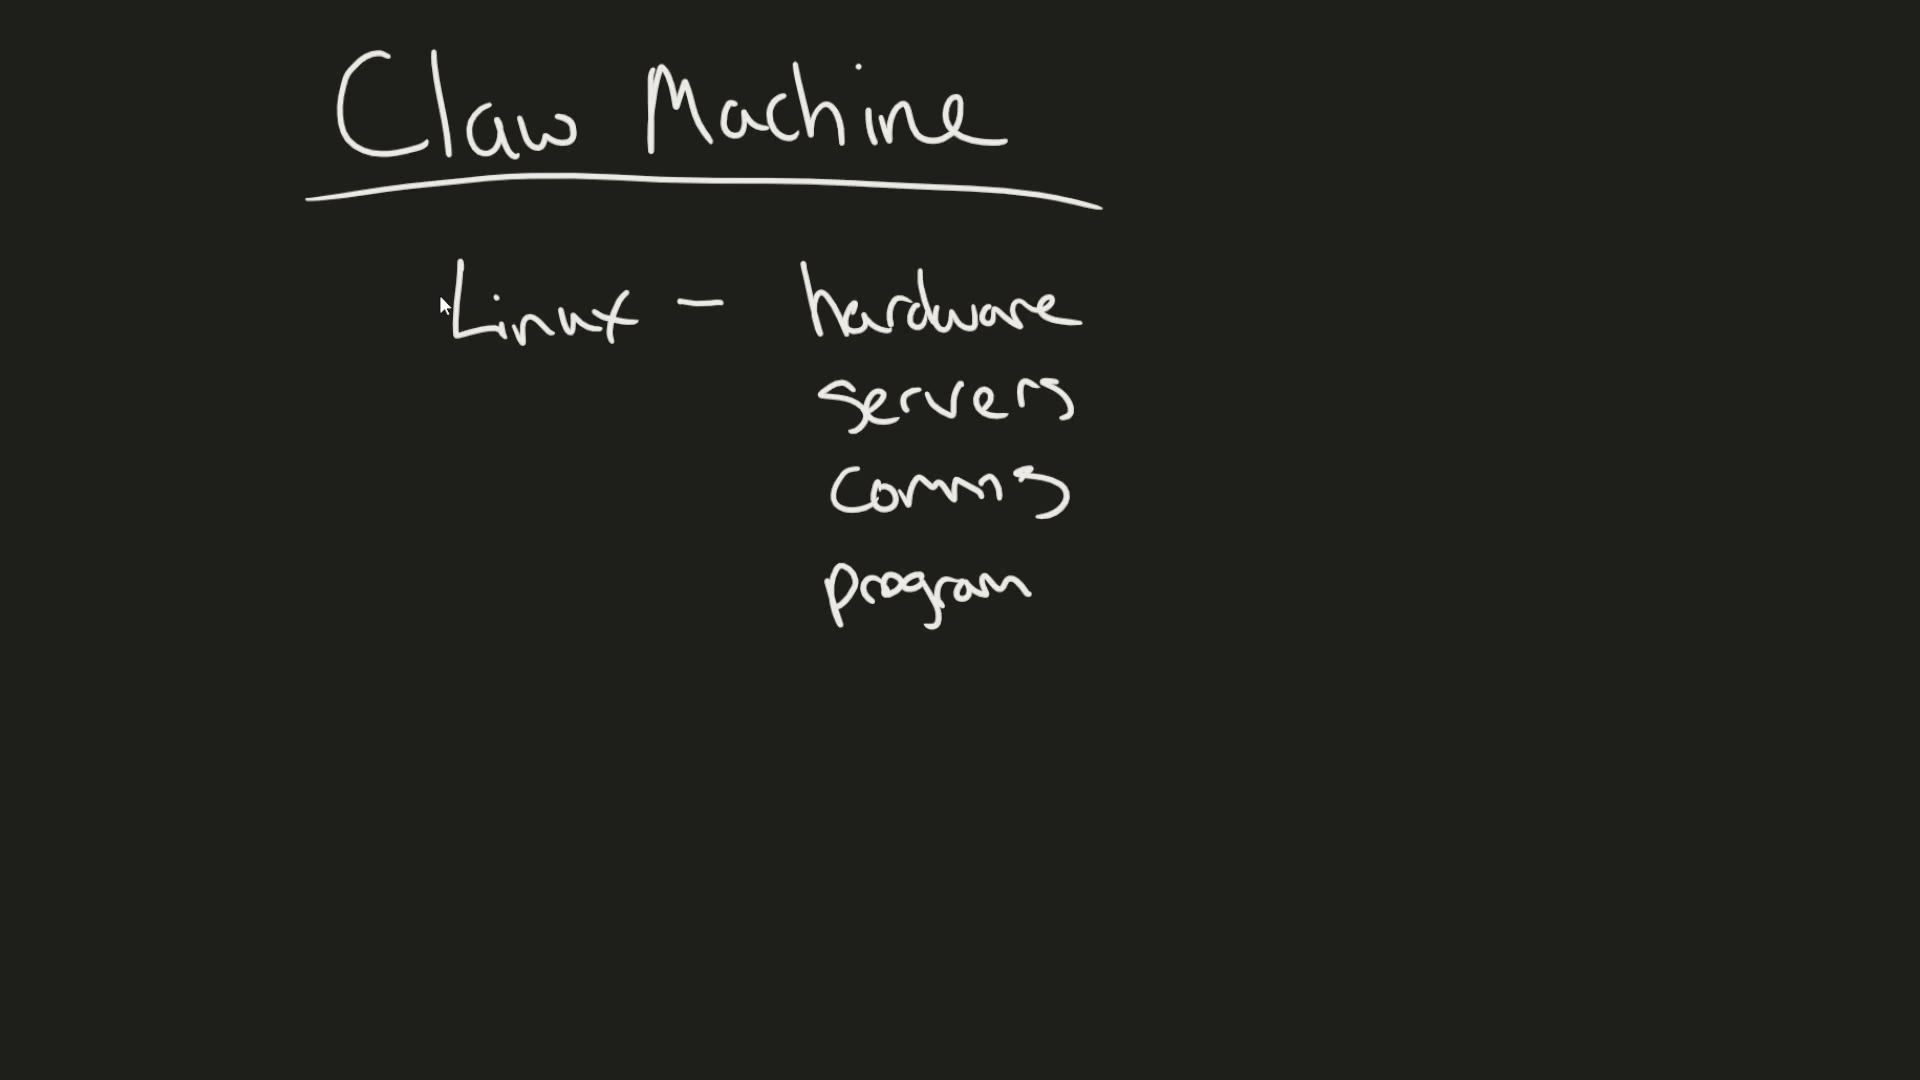 Claw Machine
Linux - hardware
servers
comms
program